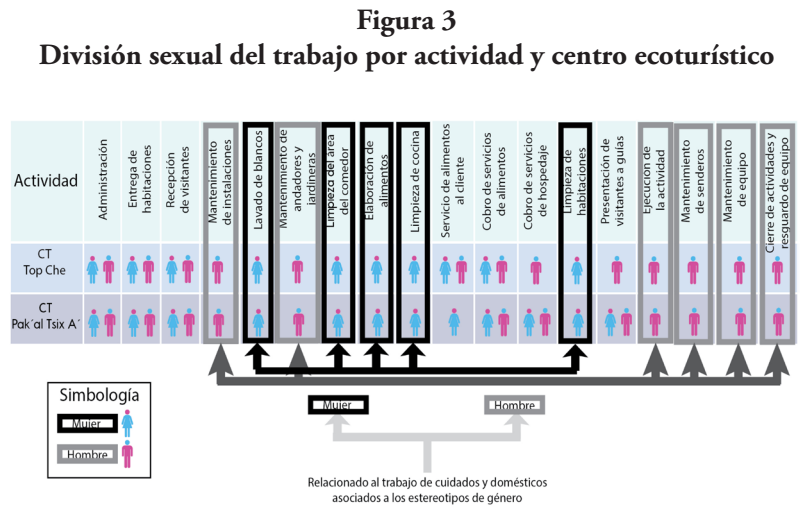 Figura 3
División sexual del trabajo por actividad y centro ecoturístico
Actividad
Administración
Entrega de
habitaciones
Recepción
de visitantes
Mantenimiento
de instalaciones
Lavado de blancos
Mantenimiento de
andadores y
jardineras
Limpieza del área
del comedor
Elaboración de
alimentos
Limpieza de cocina
Servicio de alimentos
al cliente
Cobro de servicios
de alimentos
Cobro de servicios
de hospedaje
Limpieza de
habitaciones
Presentación de
visitantes a guías
Ejecución de
la actividad
Mantenimiento
de senderos
Mantenimiento
de equipo
Cierre de actividades y
resguardo de equipo
CT
Top Che
CT
Pak´al Tsix A´
Simbología
Mujer
Hombre
Mujer
Hombre
Relacionado al trabajo de cuidados y domésticos
asociados a los estereotipos de género